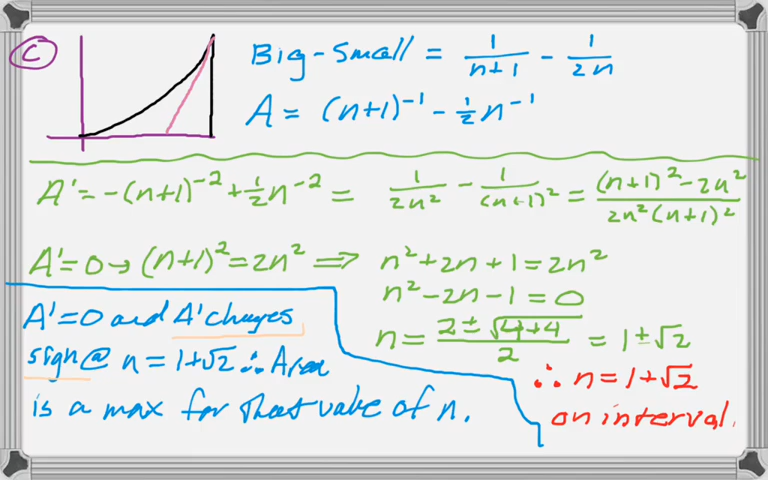 C
Big-Small = 1/(n+1) - 1/(2n)
A = (n+1)⁻¹ - ½n⁻¹
A' = -(n+1)⁻² + ½n⁻² = 1/(2n²) - 1/(n+1)² = ((n+1)² - 2n²)/(2n²(n+1)²)
A' = 0 → (n+1)² = 2n² ⟹ n² + 2n + 1 = 2n²
n² - 2n - 1 = 0
n = (2 ± √(4+4))/2 = 1 ± √2
∴ n = 1 + √2
on interval.
A' = 0 and A' changes
sign @ n = 1 + √2 ∴ Area
is a max for that value of n.